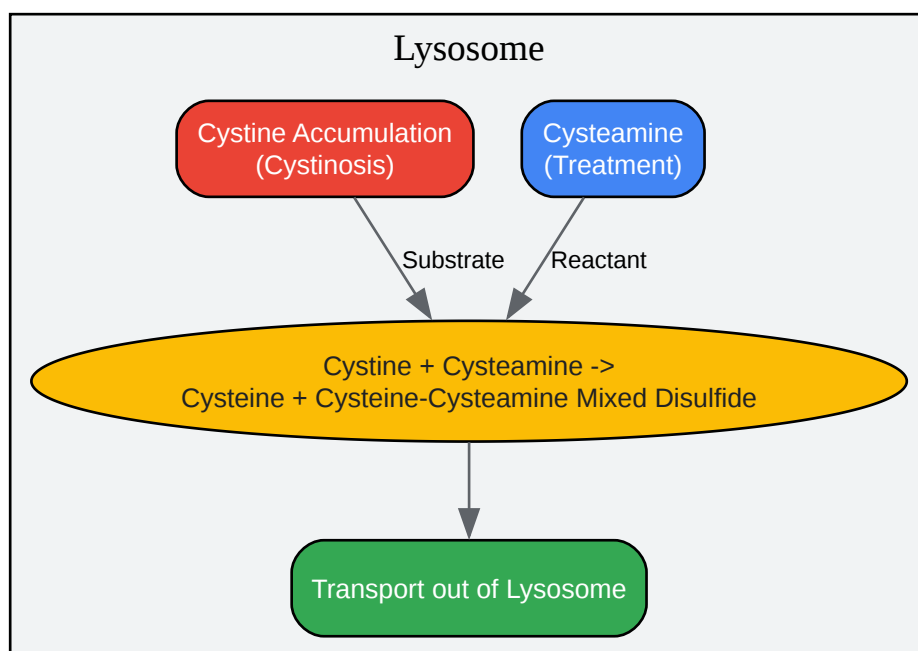 Lysosome
Cystine Accumulation
(Cystinosis)
Cysteamine
(Treatment)
Substrate
Reactant
Cystine + Cysteamine ->
Cysteine + Cysteine-Cysteamine Mixed Disulfide
Transport out of Lysosome